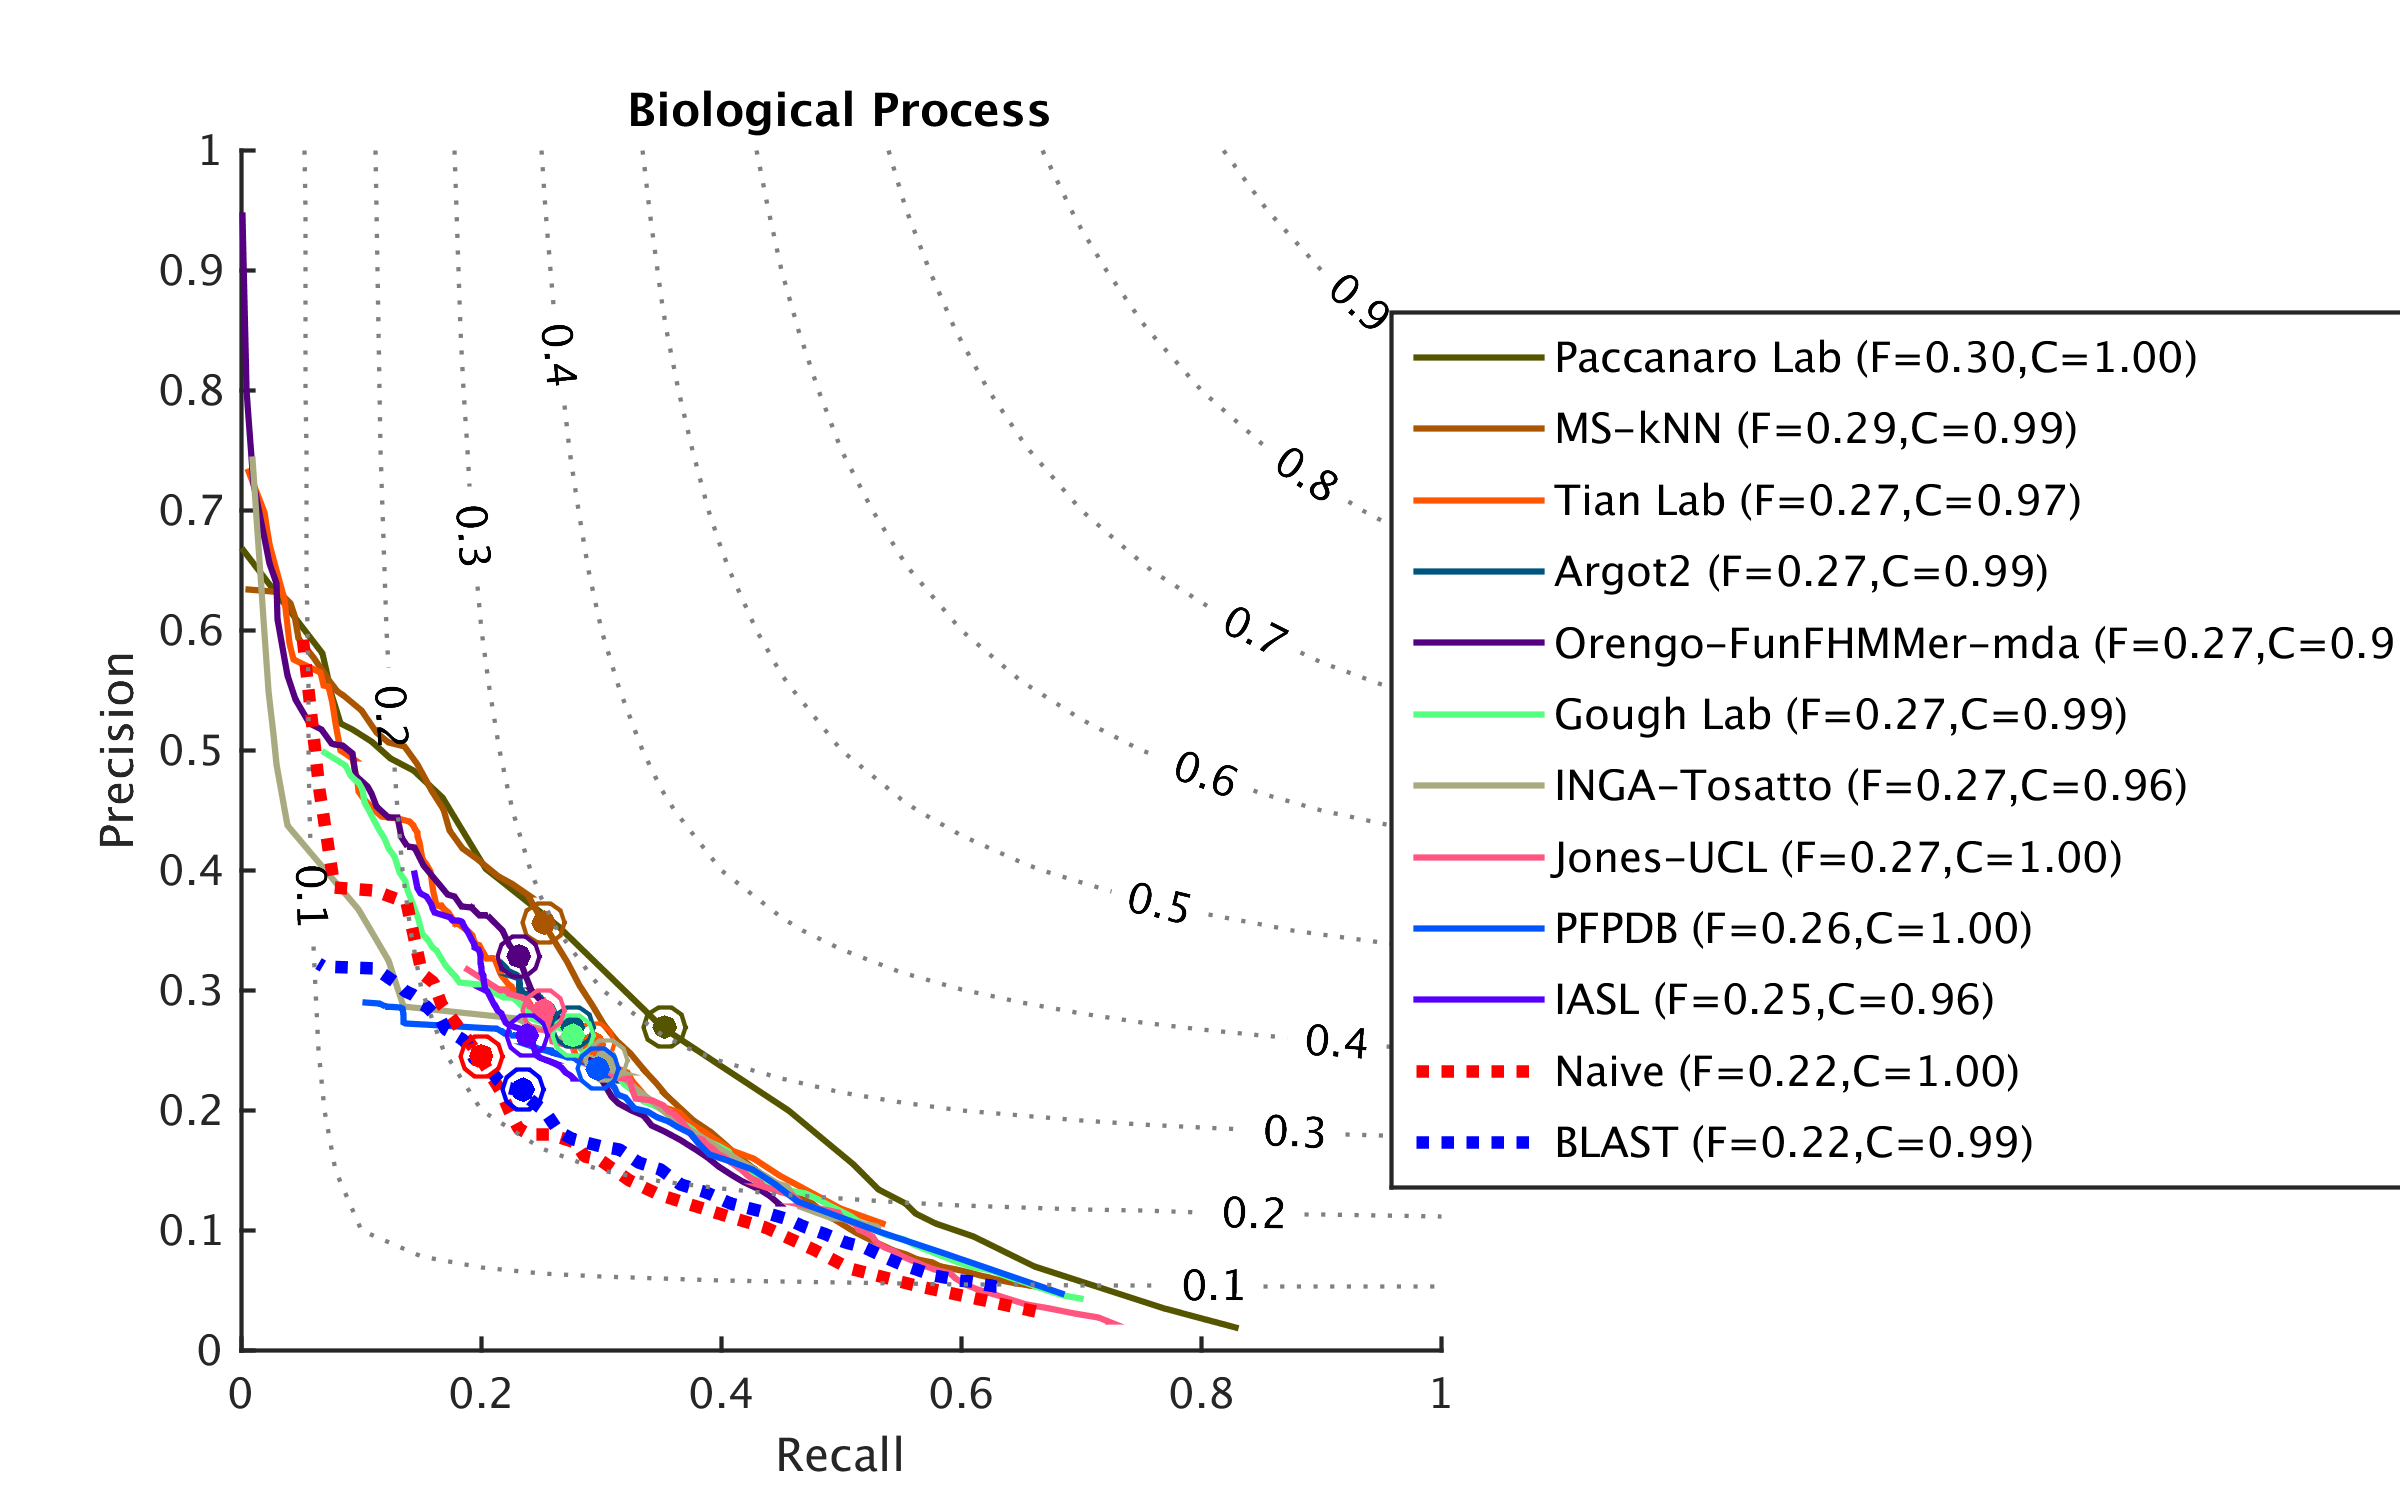 Biological Process
1
0.9
0.8
0.7
0.6
0.5
0.4
0.3
0.2
0.1
0
Precision
0
0.2
0.4
0.6
0.8
1
Recall
0.1
0.2
0.3
0.4
0.9
0.8
0.7
0.6
0.5
0.4
0.3
0.2
0.1
Paccanaro Lab (F=0.30,C=1.00)
MS-kNN (F=0.29,C=0.99)
Tian Lab (F=0.27,C=0.97)
Argot2 (F=0.27,C=0.99)
Orengo-FunFHMMer-mda (F=0.27,C=0.9
Gough Lab (F=0.27,C=0.99)
INGA-Tosatto (F=0.27,C=0.96)
Jones-UCL (F=0.27,C=1.00)
PFPDB (F=0.26,C=1.00)
IASL (F=0.25,C=0.96)
Naive (F=0.22,C=1.00)
BLAST (F=0.22,C=0.99)